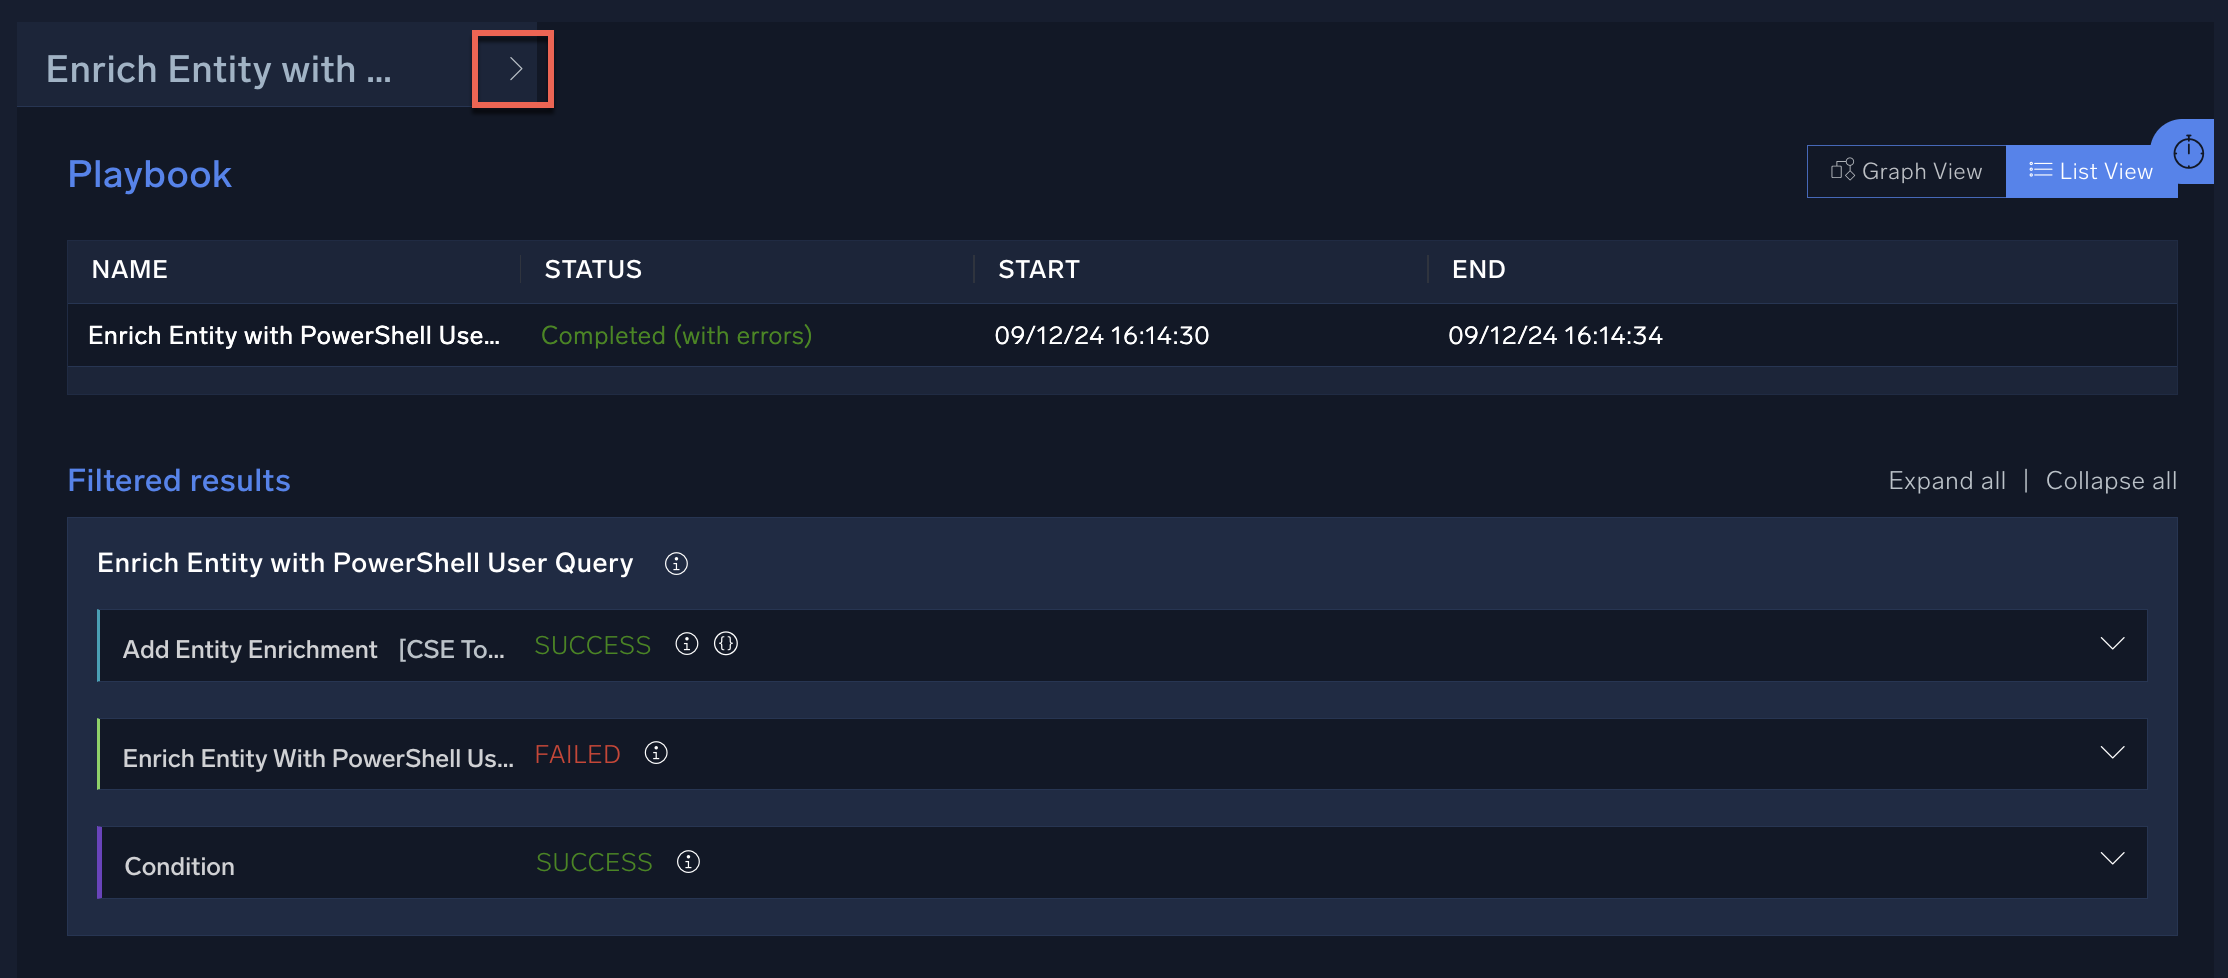 Enrich Entity with ...
Playbook
Graph View
List View
NAME STATUS START END
Enrich Entity with PowerShell Use... Completed (with errors) 09/12/24 16:14:30 09/12/24 16:14:34
Filtered results
Expand all | Collapse all
Enrich Entity with PowerShell User Query
Add Entity Enrichment [CSE To... SUCCESS
Enrich Entity With PowerShell Us... FAILED
Condition SUCCESS